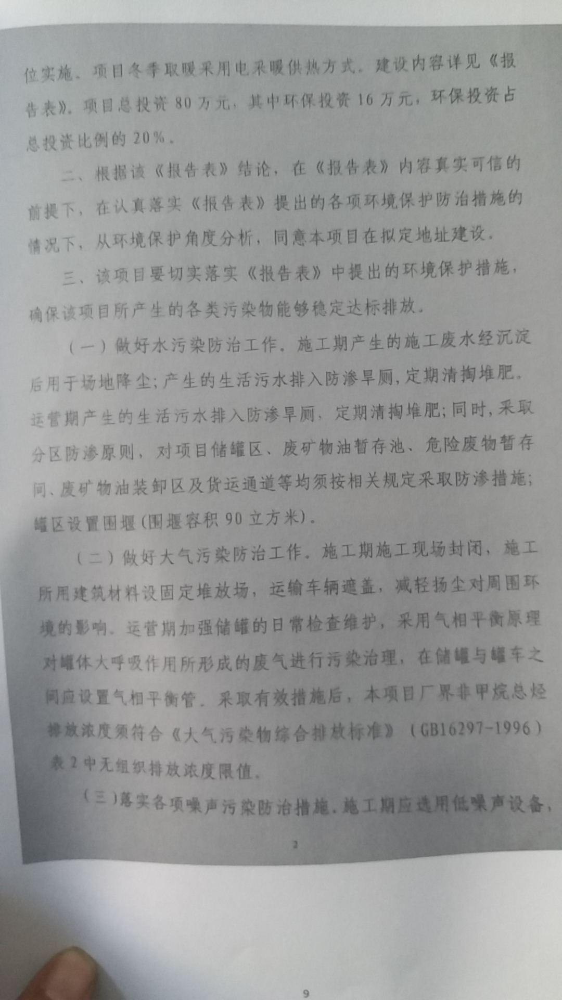 位实施。项目冬季取暖采用电采暖供热方式。建设内容详见《报
告表》。项目总投资 80 万元，其中环保投资 16 万元，环保投资占
总投资比例的 20%。
二、根据该《报告表》结论，在《报告表》内容真实可信的
前提下，在认真落实《报告表》提出的各项环境保护防治措施的
情况下，从环境保护角度分析，同意本项目在拟定地址建设。
三、该项目要切实落实《报告表》中提出的环境保护措施，
确保该项目所产生的各类污染物能够稳定达标排放。
（一）做好水污染防治工作。施工期产生的施工废水经沉淀
后用于场地降尘；产生的生活污水排入防渗旱厕，定期清掏堆肥。
运营期产生的生活污水排入防渗旱厕，定期清掏堆肥；同时，采取
分区防渗原则，对项目储罐区、废矿物油暂存池、危险废物暂存
间、废矿物油装卸区及货运通道等均须按相关规定采取防渗措施；
罐区设置围堰（围堰容积 90 立方米）。
（二）做好大气污染防治工作。施工期施工现场封闭，施工
所用建筑材料设固定堆放场，运输车辆遮盖，减轻扬尘对周围环
境的影响。运营期加强储罐的日常检查维护，采用气相平衡原理
对罐体大呼吸作用所形成的废气进行污染治理，在储罐与罐车之
间应设置气相平衡管。采取有效措施后，本项目厂界非甲烷总烃
排放浓度须符合《大气污染物综合排放标准》（GB16297-1996）
表 2 中无组织排放浓度限值。
（三）落实各项噪声污染防治措施。施工期应选用低噪声设备，
2
9